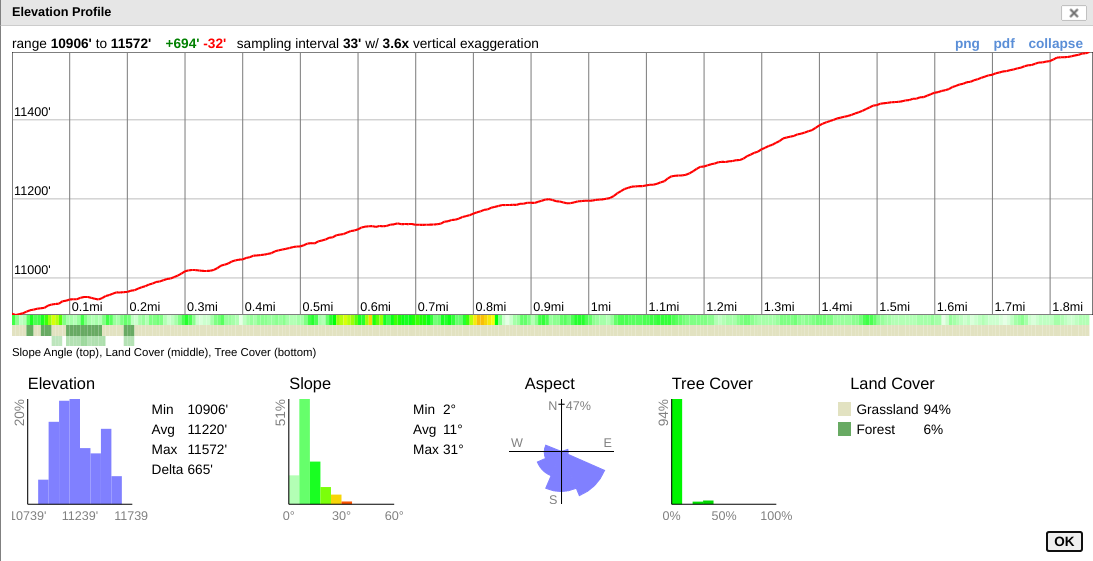 Elevation Profile
range 10906' to 11572' +694' -32' sampling interval 33' w/ 3.6x vertical exaggeration png pdf collapse
11400'
11200'
11000'
0.1mi 0.2mi 0.3mi 0.4mi 0.5mi 0.6mi 0.7mi 0.8mi 0.9mi 1mi 1.1mi 1.2mi 1.3mi 1.4mi 1.5mi 1.6mi 1.7mi 1.8mi
Slope Angle (top), Land Cover (middle), Tree Cover (bottom)
Elevation
20%
Min 10906'
Avg 11220'
Max 11572'
Delta 665'
10739' 11239' 11739
Slope
51%
Min 2°
Avg 11°
Max 31°
0° 30° 60°
Aspect
N 47%
W E
S
Tree Cover
94%
0% 50% 100%
Land Cover
Grassland 94%
Forest 6%
OK